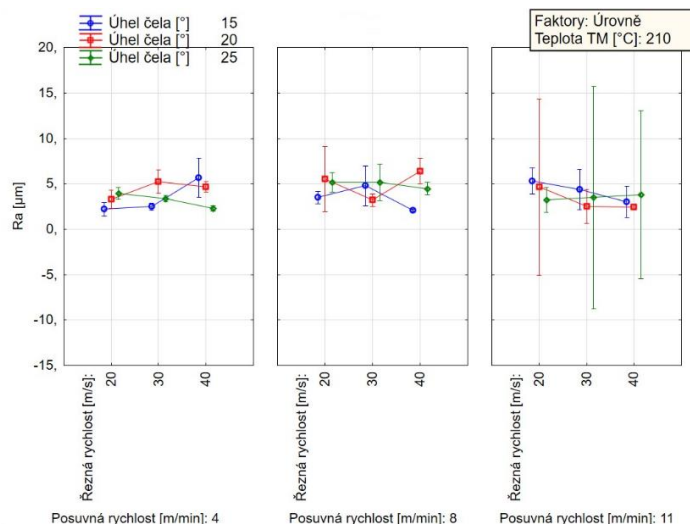 Úhel čela [°] 15
Úhel čela [°] 20
Úhel čela [°] 25
Faktory: Úrovně
Teplota TM [°C]: 210
Ra [µm]
20,
15,
10,
5,
0,
-5,
-10,
-15,
Řezná rychlost [m/s]: 20 30 40
Řezná rychlost [m/s]: 20 30 40
Řezná rychlost [m/s]: 20 30 40
Posuvná rychlost [m/min]: 4
Posuvná rychlost [m/min]: 8
Posuvná rychlost [m/min]: 11